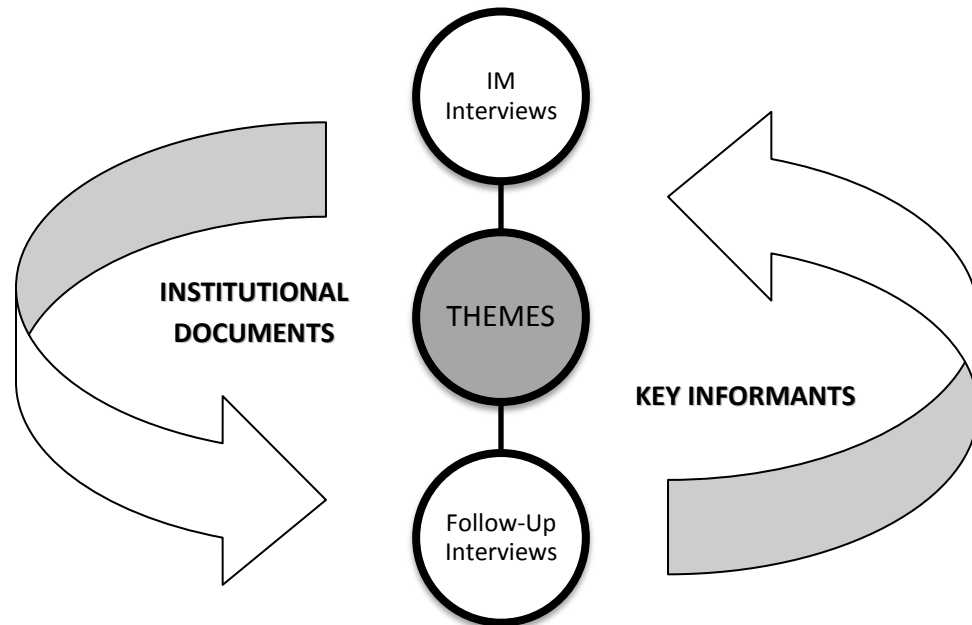 IM
Interviews
INSTITUTIONAL
DOCUMENTS
THEMES
KEY INFORMANTS
Follow-Up
Interviews